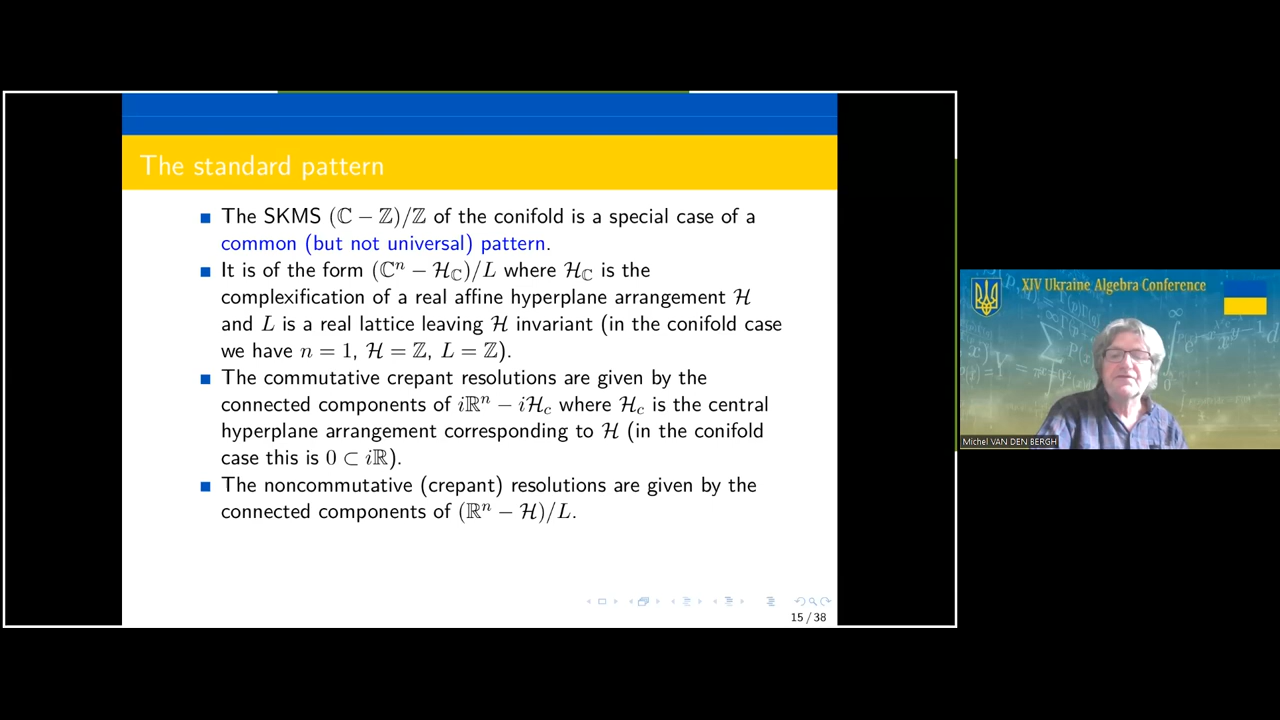 The standard pattern
The SKMS (ℂ − ℤ)/ℤ of the conifold is a special case of a
common (but not universal) pattern.
It is of the form (ℂⁿ − ℋ_ℂ)/L where ℋ_ℂ is the
complexification of a real affine hyperplane arrangement ℋ
and L is a real lattice leaving ℋ invariant (in the conifold case
we have n = 1, ℋ = ℤ, L = ℤ).
The commutative crepant resolutions are given by the
connected components of iℝⁿ − iℋ_c where ℋ_c is the central
hyperplane arrangement corresponding to ℋ (in the conifold
case this is 0 ⊂ iℝ).
The noncommutative (crepant) resolutions are given by the
connected components of (ℝⁿ − ℋ)/L.
15 / 38
XIV Ukraine Algebra Conference
Michel VAN DEN BERGH